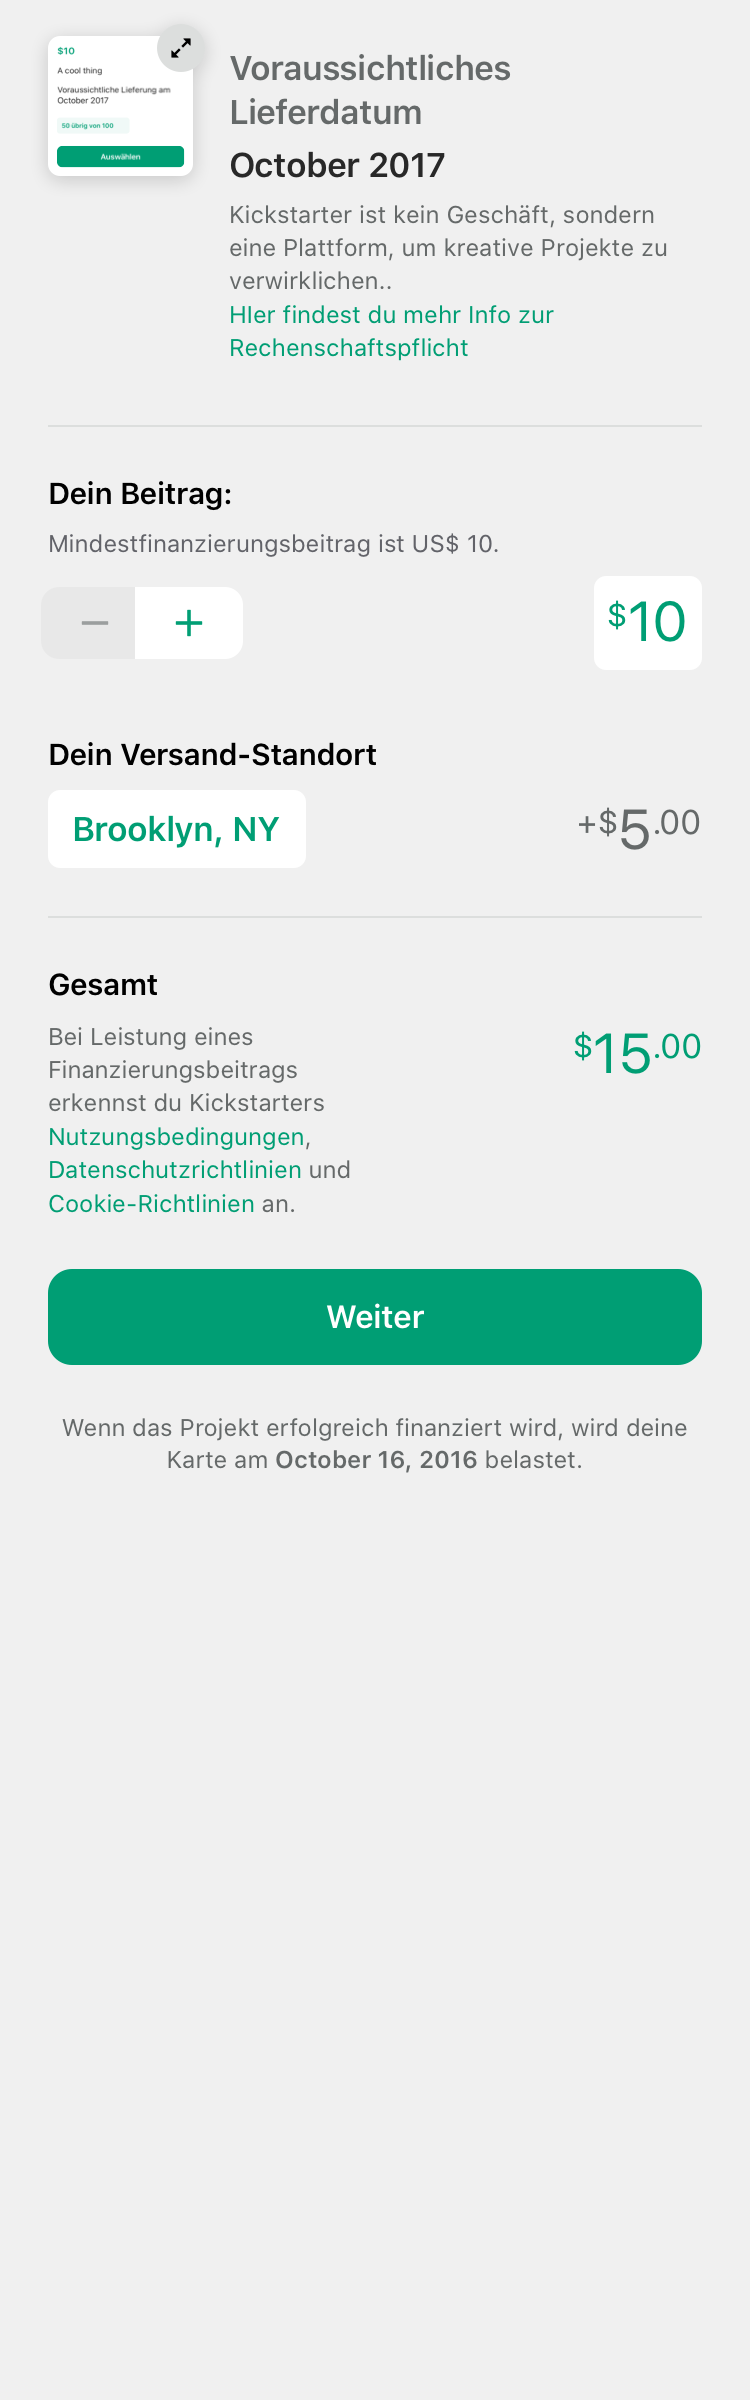 $10
A cool thing
Voraussichtliche Lieferung am
October 2017
50 übrig von 100
Auswählen
Voraussichtliches
Lieferdatum
October 2017
Kickstarter ist kein Geschäft, sondern
eine Plattform, um kreative Projekte zu
verwirklichen..
HIer findest du mehr Info zur
Rechenschaftspflicht
Dein Beitrag:
Mindestfinanzierungsbeitrag ist US$ 10.
$10
Dein Versand-Standort
Brooklyn, NY
+$5.00
Gesamt
$15.00
Bei Leistung eines
Finanzierungsbeitrags
erkennst du Kickstarters
Nutzungsbedingungen,
Datenschutzrichtlinien und
Cookie-Richtlinien an.
Weiter
Wenn das Projekt erfolgreich finanziert wird, wird deine
Karte am October 16, 2016 belastet.